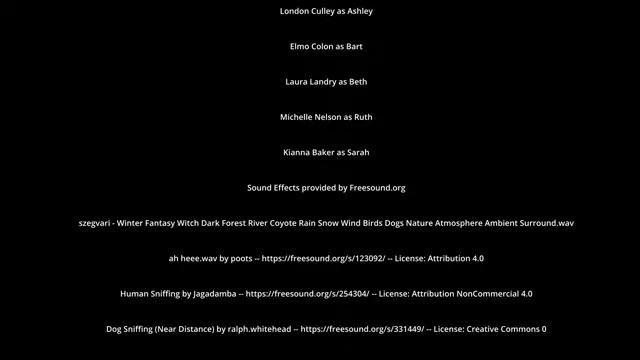 London Culley as Ashley
Elmo Colon as Bart
Laura Landry as Beth
Michelle Nelson as Ruth
Kianna Baker as Sarah
Sound Effects provided by Freesound.org
szegvari - Winter Fantasy Witch Dark Forest River Coyote Rain Snow Wind Birds Dogs Nature Atmosphere Ambient Surround.wav
ah heee.wav by poots -- https://freesound.org/s/123092/ -- License: Attribution 4.0
Human Sniffing by Jagadamba -- https://freesound.org/s/254304/ -- License: Attribution NonCommercial 4.0
Dog Sniffing (Near Distance) by ralph.whitehead -- https://freesound.org/s/331449/ -- License: Creative Commons 0